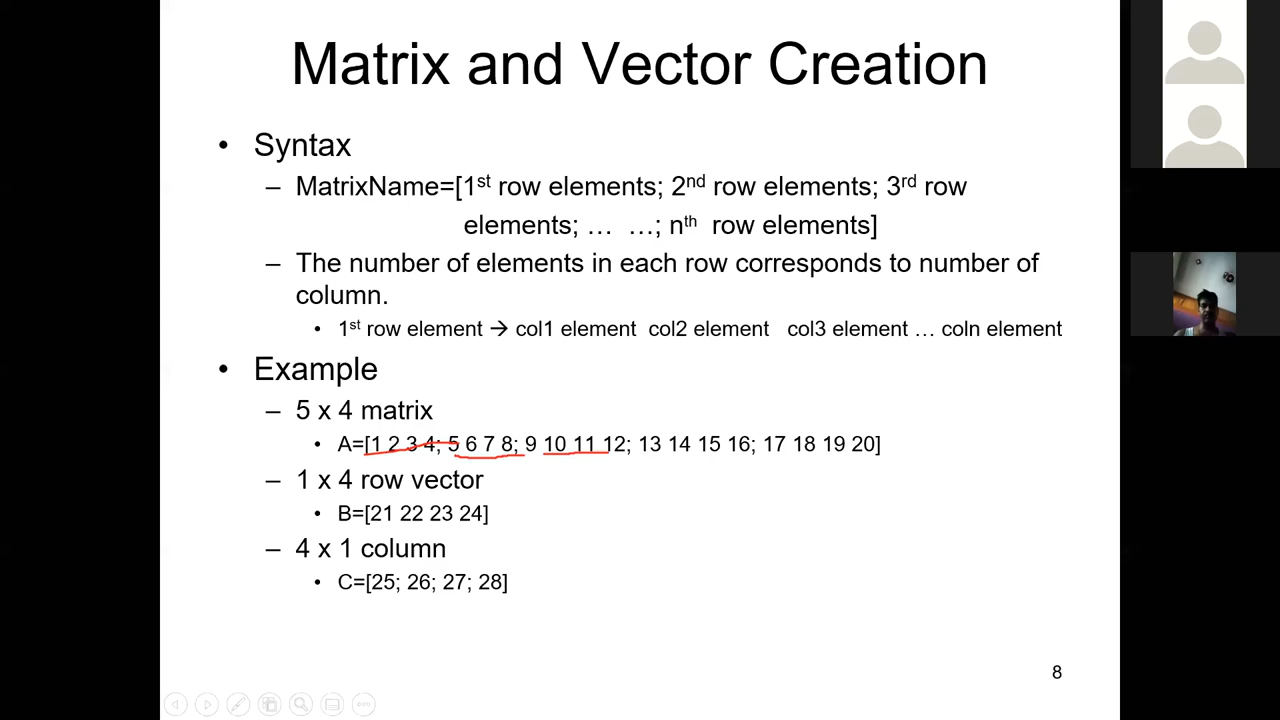 Matrix and Vector Creation
• Syntax
– MatrixName=[1st row elements; 2nd row elements; 3rd row
elements; … …; nth row elements]
– The number of elements in each row corresponds to number of
column.
• 1st row element → col1 element col2 element col3 element … coln element
• Example
– 5 x 4 matrix
• A=[1 2 3 4; 5 6 7 8; 9 10 11 12; 13 14 15 16; 17 18 19 20]
– 1 x 4 row vector
• B=[21 22 23 24]
– 4 x 1 column
• C=[25; 26; 27; 28]
8